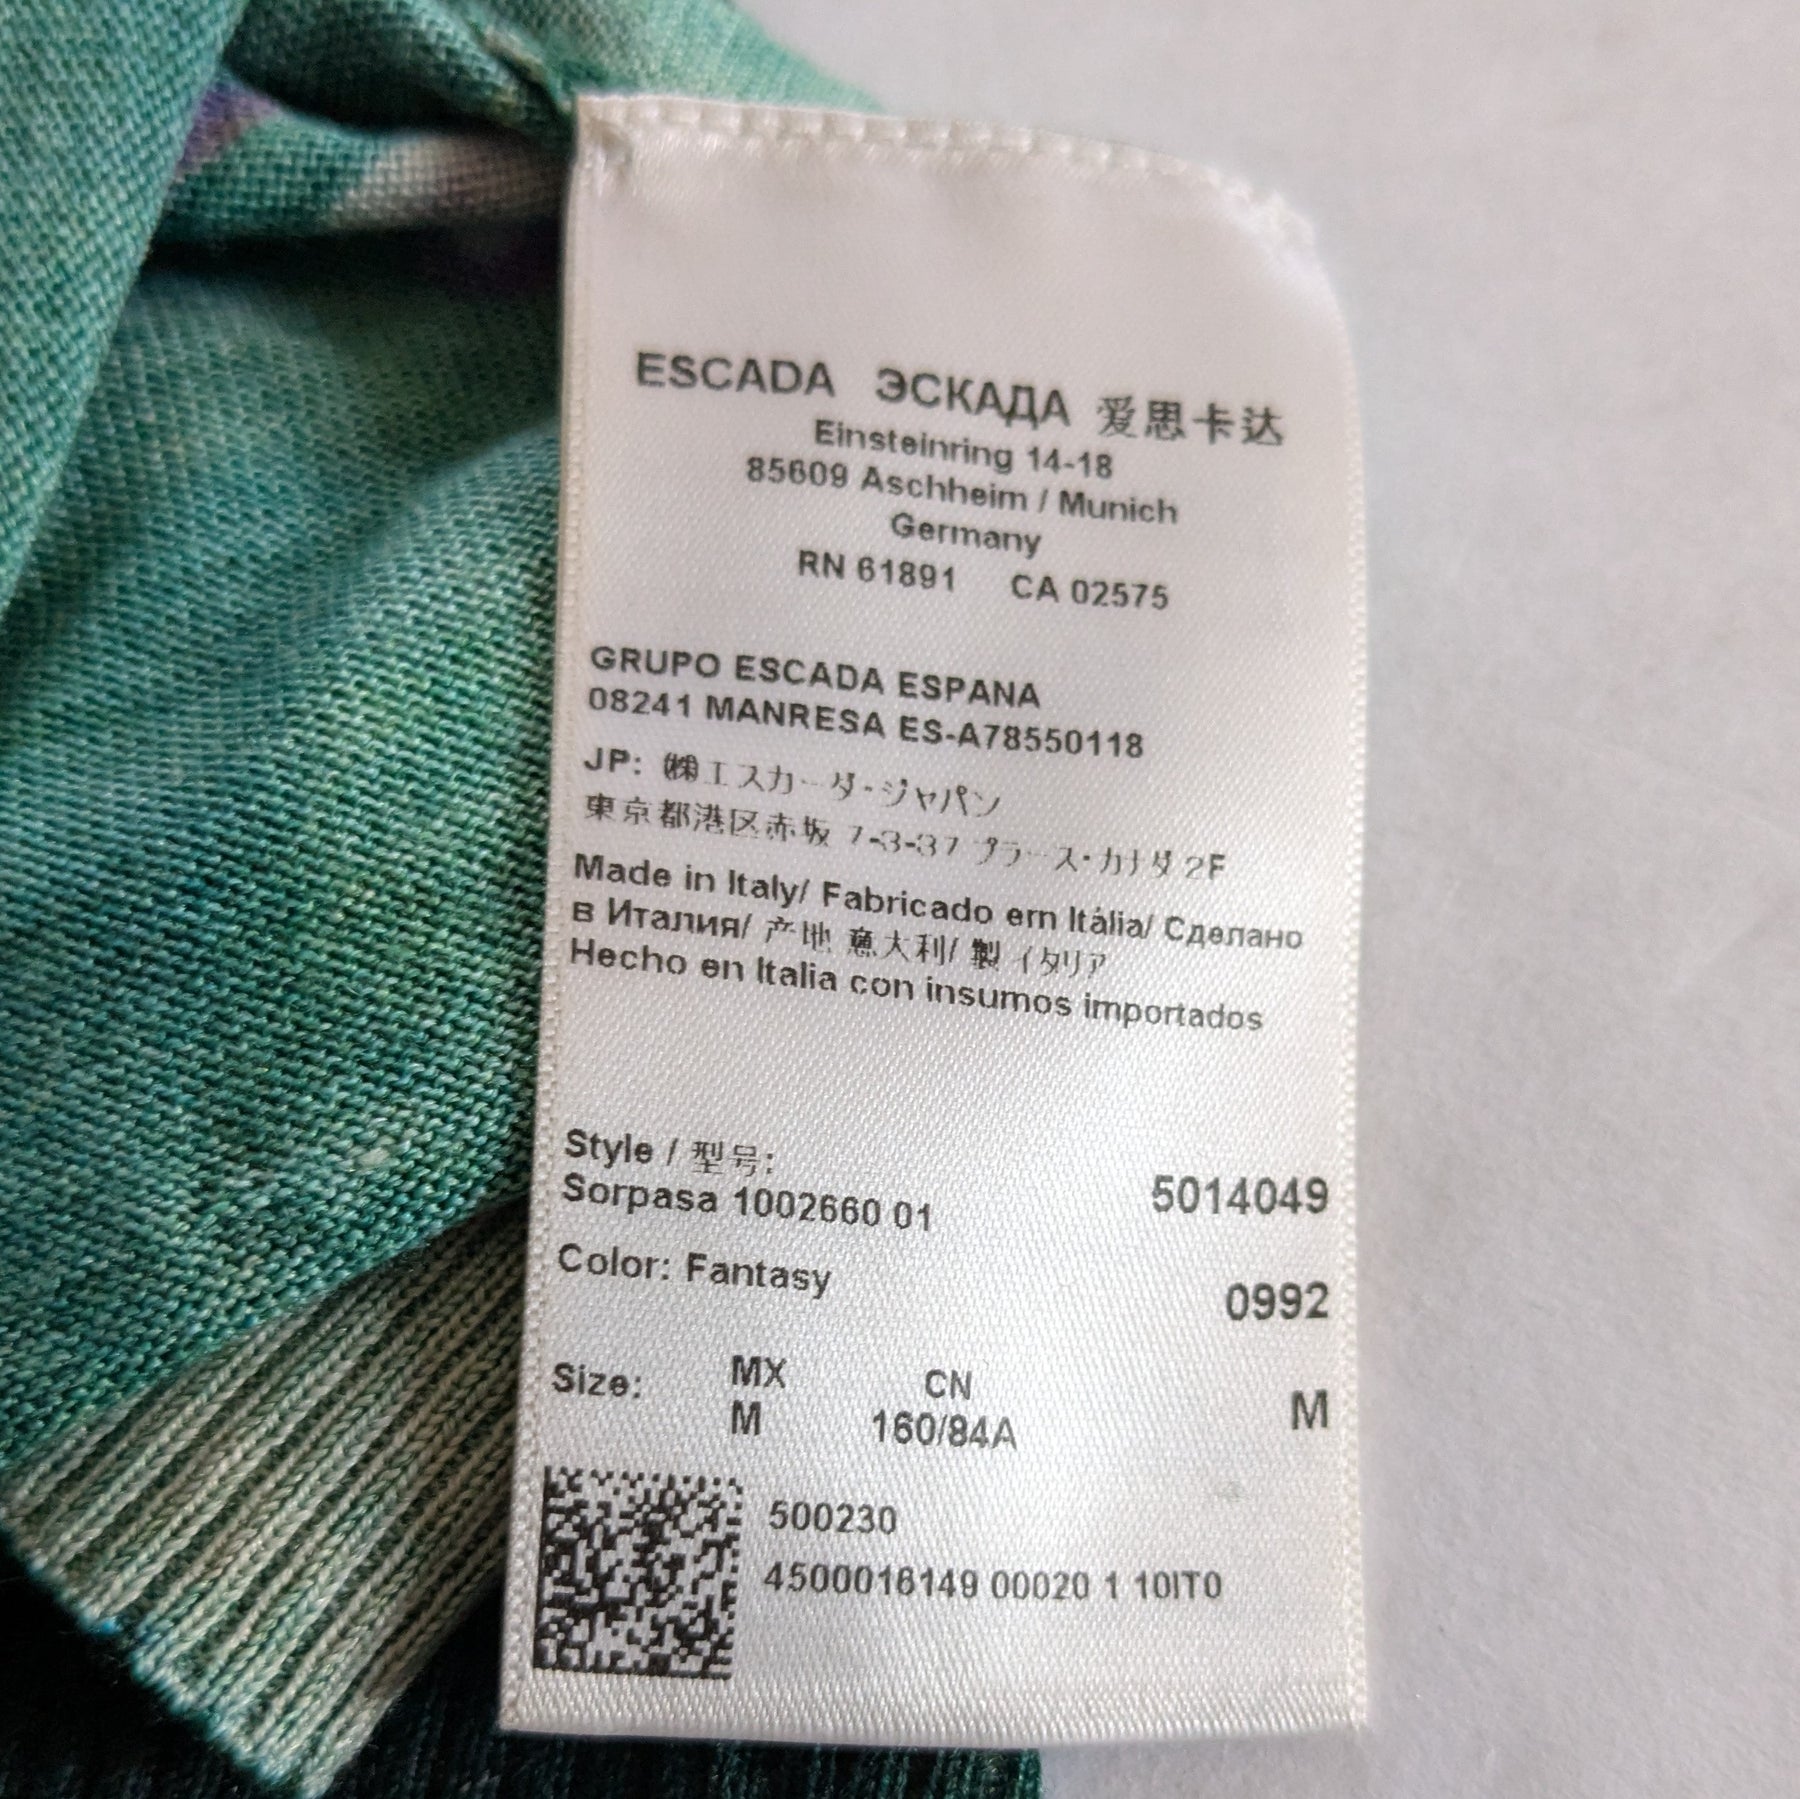 ESCADA ЭСКАДА 爱思卡达
Einsteinring 14-18
85609 Aschheim / Munich
Germany
RN 61891 CA 02575
GRUPO ESCADA ESPANA
08241 MANRESA ES-A78550118
JP: ㈱エスカーダ・ジャパン
東京都港区赤坂 7-3-37 プラース・カナダ 2F
Made in Italy/ Fabricado em Itália/ Сделано
в Италия/ 产地 意大利/ 製 イタリア
Hecho en Italia con insumos importados
Style / 型号:
Sorpasa 1002660 01 5014049
Color: Fantasy 0992
Size: MX CN M
M 160/84A
500230
4500016149 00020 1 10IT0